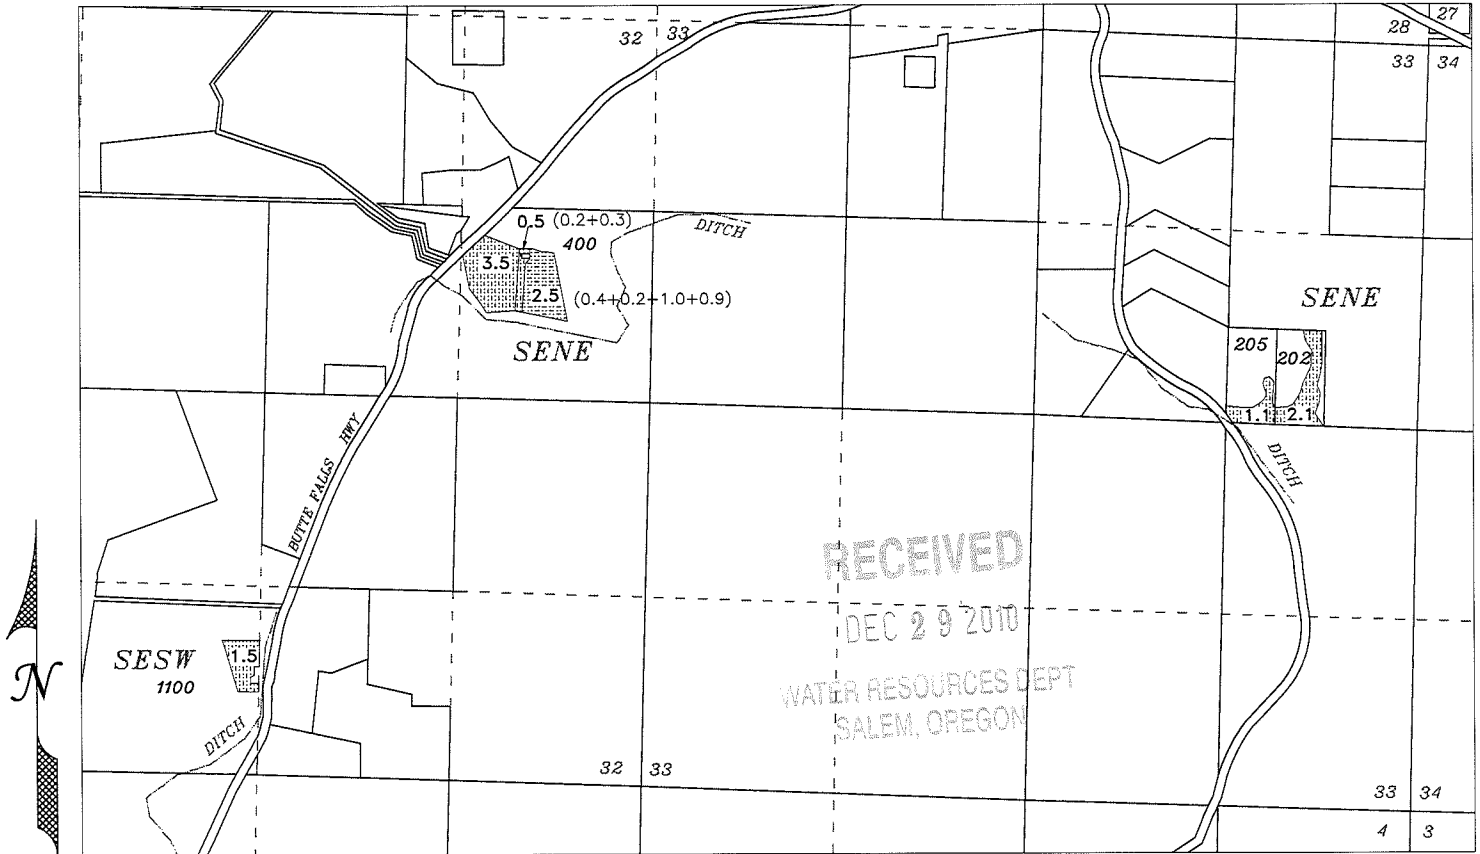 27
28
32 33
33 34
0.5 (0.2+0.3)
400
DITCH
3.5
2.5 (0.4+0.2+1.0+0.9)
SENE
SENE
205
202
1.1 2.1
DITCH
BUTTE FALLS HWY
RECEIVED
DEC 29 2010
WATER RESOURCES DEPT
SALEM, OREGON
SESW
1100
1.5
N
DITCH
32 33
33 34
4 3